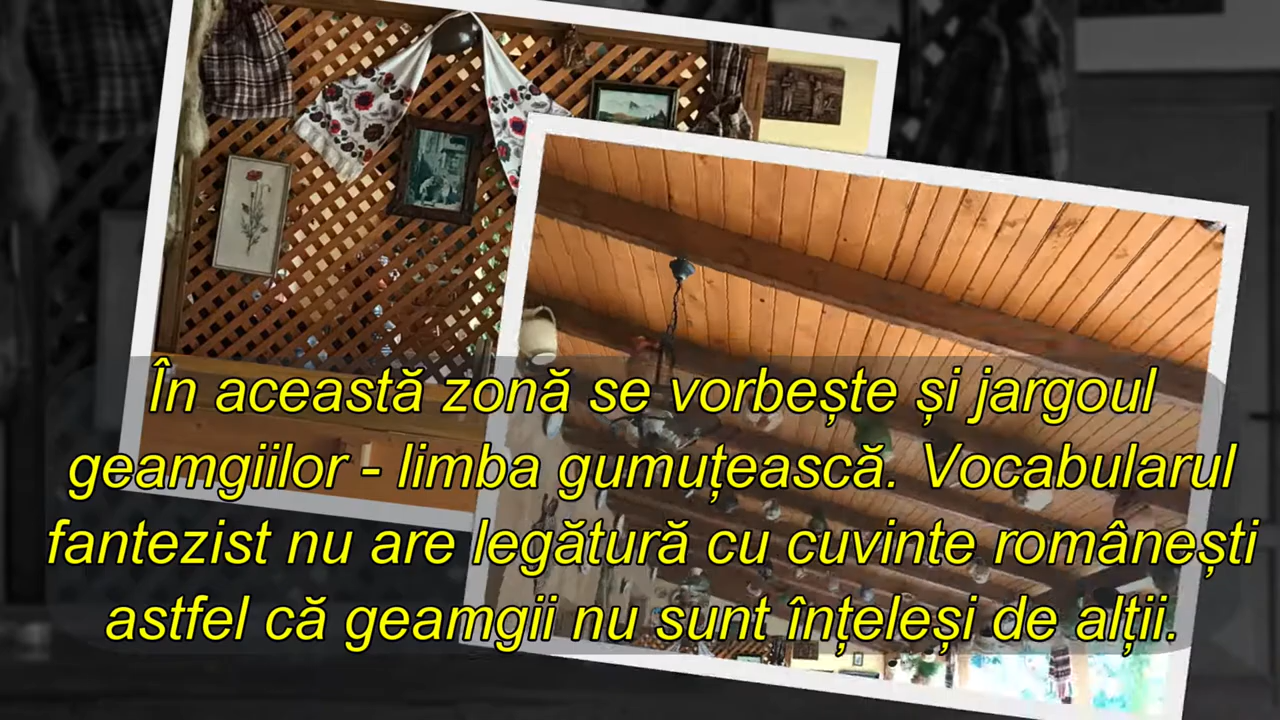 În această zonă se vorbește și jargoul
geamgiilor - limba gumuțească. Vocabularul
fantezist nu are legătură cu cuvinte românești
astfel că geamgii nu sunt înțeleși de alții.